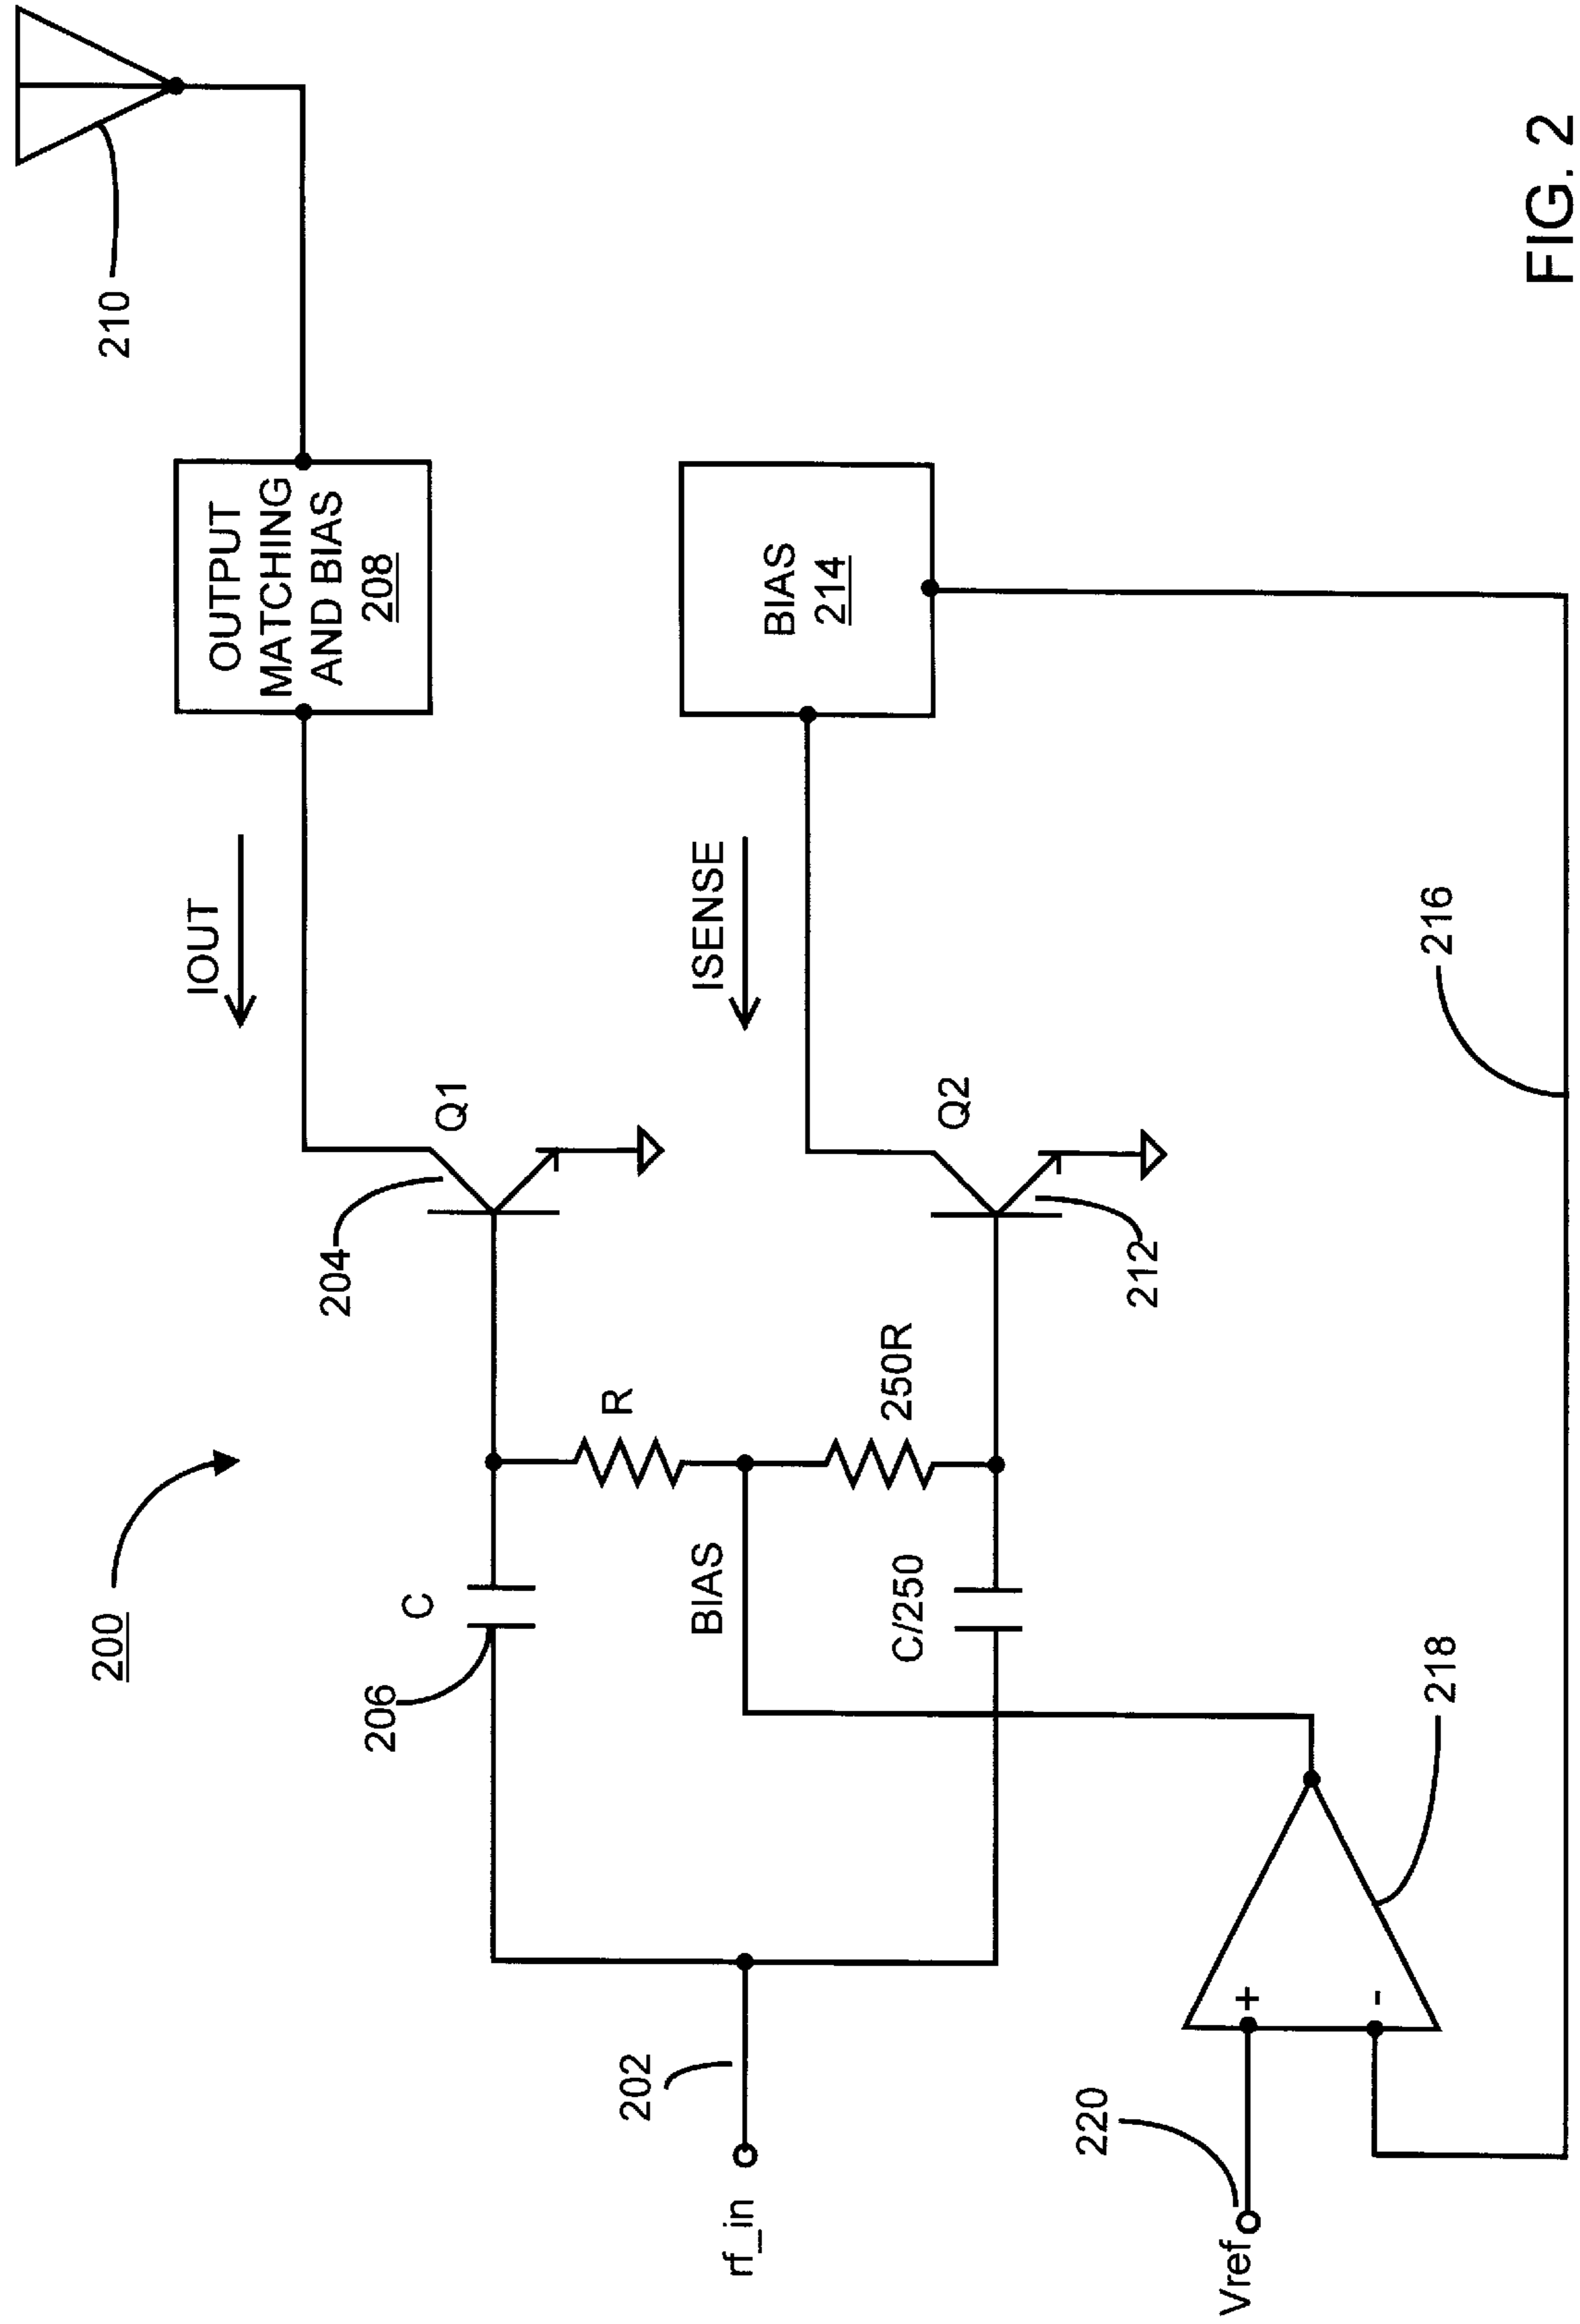 200
210
IOUT
OUTPUT
MATCHING
AND BIAS
208
204
Q1
206
C
R
BIAS
ISENSE
BIAS
214
202
rf_in
C/250
250R
Q2
212
220
Vref
+
-
218
216
FIG. 2